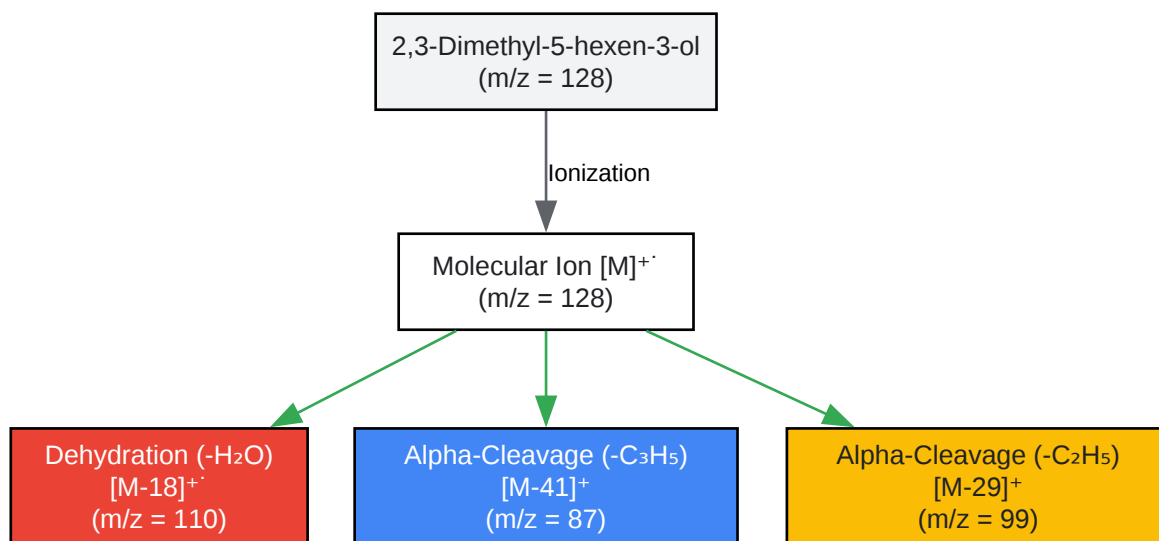 2,3-Dimethyl-5-hexen-3-ol
(m/z = 128)
Ionization
Molecular Ion [M]⁺˙
(m/z = 128)
Dehydration (-H₂O)
[M-18]⁺˙
(m/z = 110)
Alpha-Cleavage (-C₃H₅)
[M-41]⁺
(m/z = 87)
Alpha-Cleavage (-C₂H₅)
[M-29]⁺
(m/z = 99)